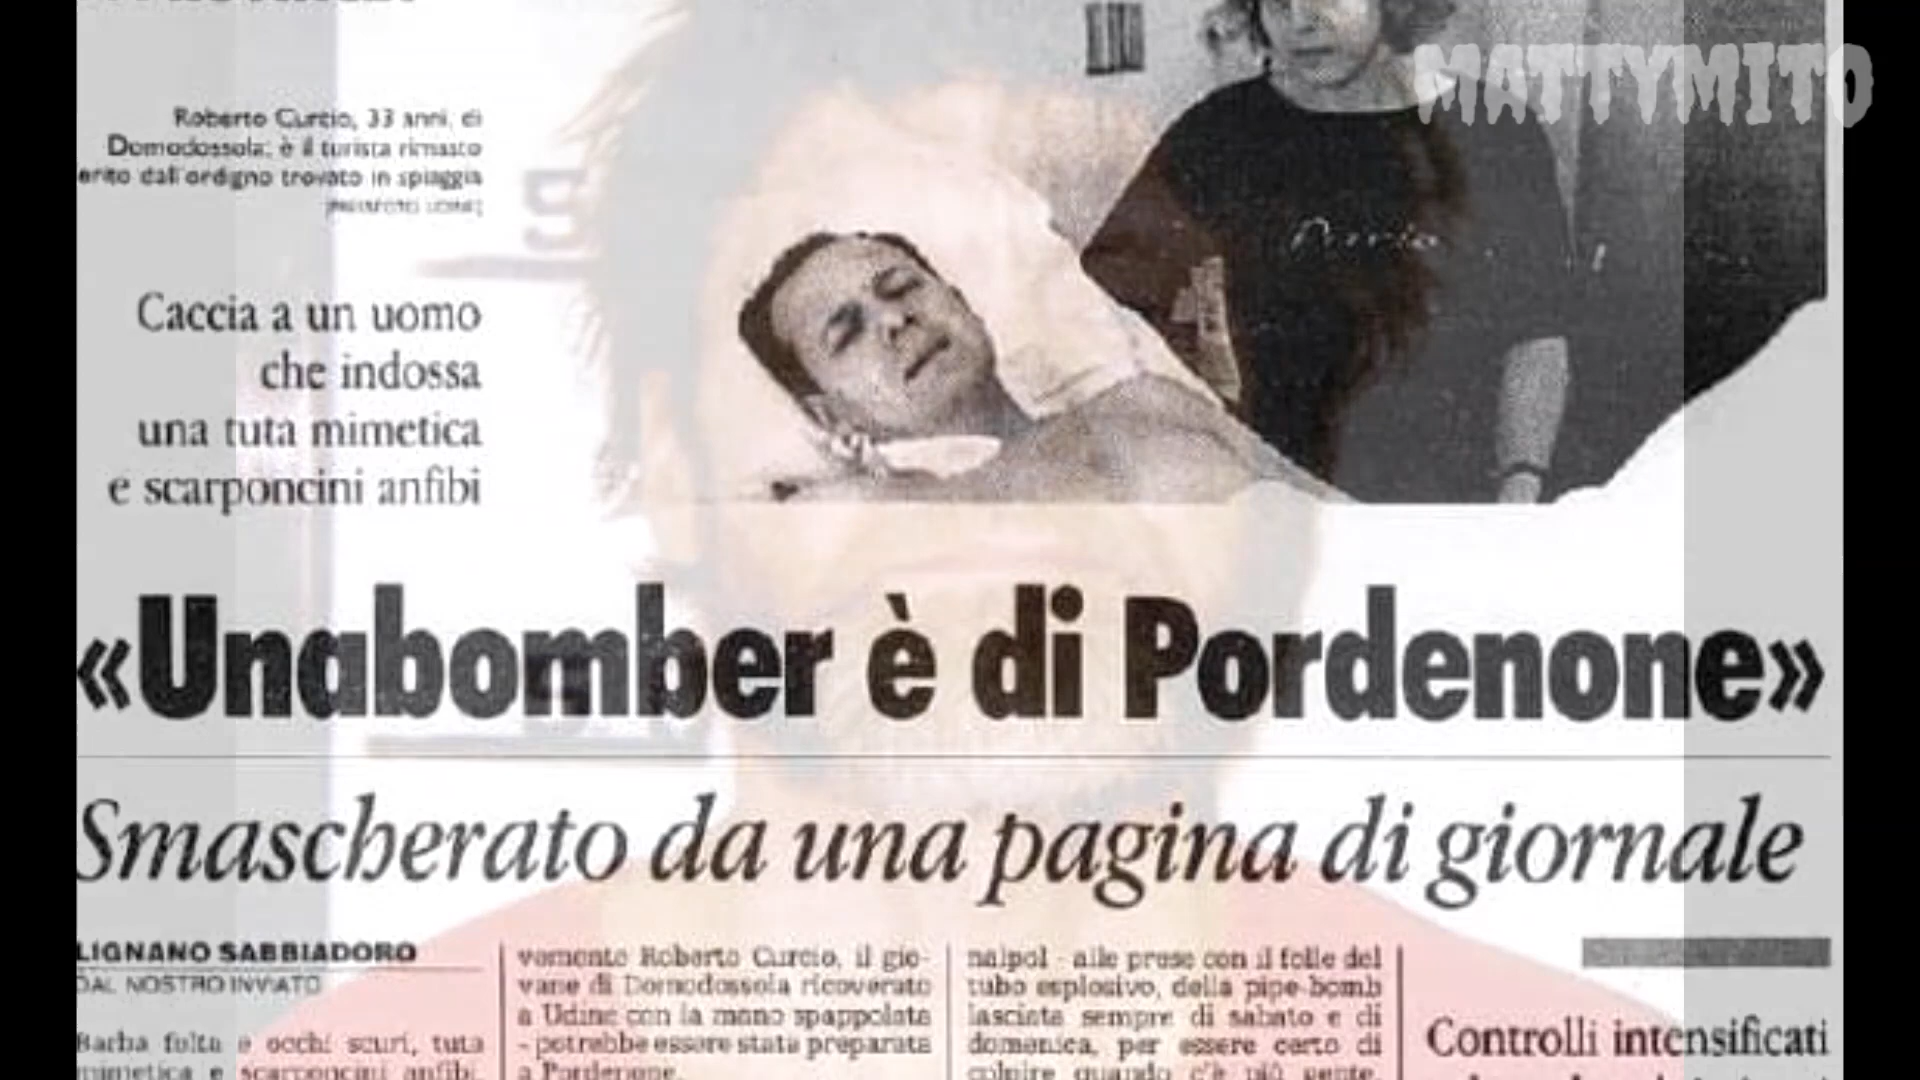 MATTYMITO
Roberto Curcio, 33 anni, di
Domodossola: è il turista rimasto
erito dall'ordigno trovato in spiaggia
Caccia a un uomo
che indossa
una tuta mimetica
e scarponcini anfibi
«Unabomber è di Pordenone»
Smascherato da una pagina di giornale
LIGNANO SABBIADORO
DAL NOSTRO INVIATO
Barba folta e occhi scuri, tuta
mimetica e scarponcini anfibi.
vamente Roberto Curcio, il gio-
vane di Domodossola ricoverato
a Udine con la mano spappolata
- potrebbe essere stata preparata
a Pordenone.
nalpol - alle prese con il folle del
tubo esplosivo, della pipe-bomb
lasciata sempre di sabato e di
domenica, per essere certo di
colpire quando c'è più gente,
Controlli intensificati